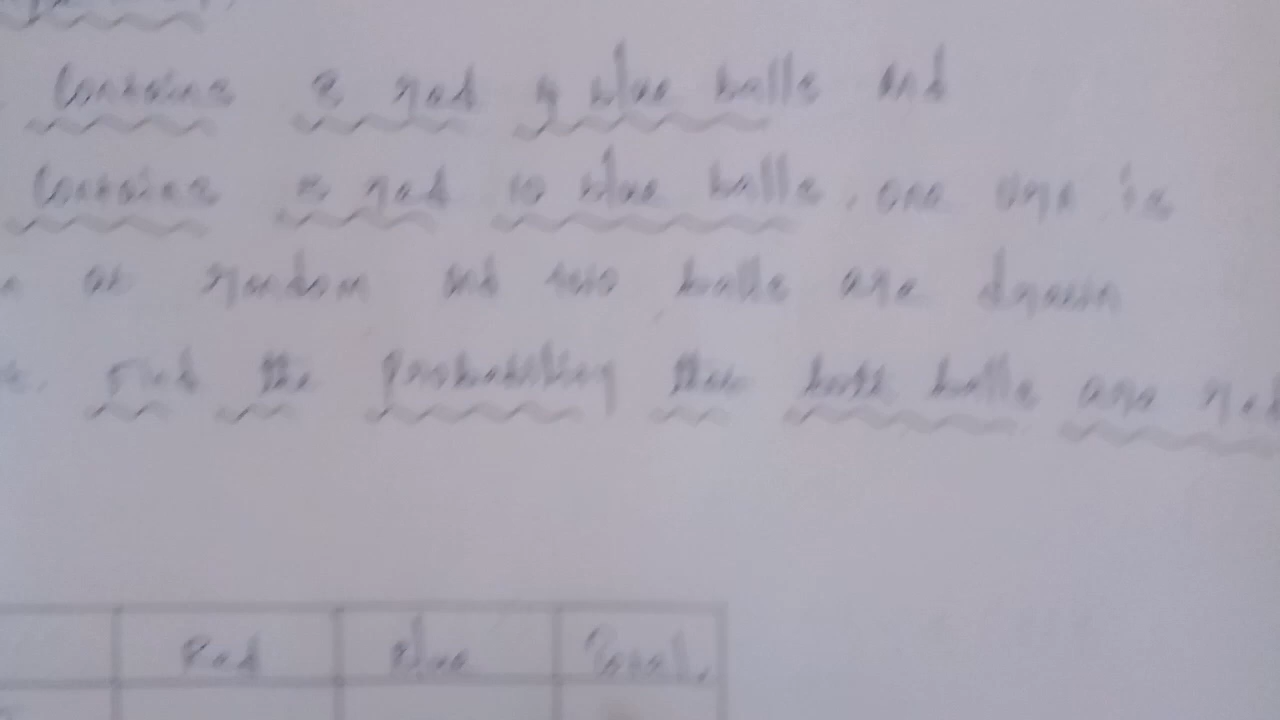 contains red blue balls and
contains red 10 blue balls, one urn is
at random and two balls are drawn
Find the Probability that both balls are red
Red Blue Total.